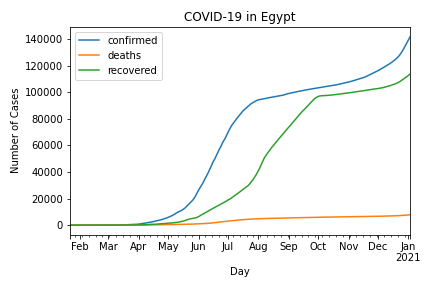 COVID-19 in Egypt
Number of Cases
140000
120000
100000
80000
60000
40000
20000
0
confirmed
deaths
recovered
Feb Mar Apr May Jun Jul Aug Sep Oct Nov Dec Jan
2021
Day